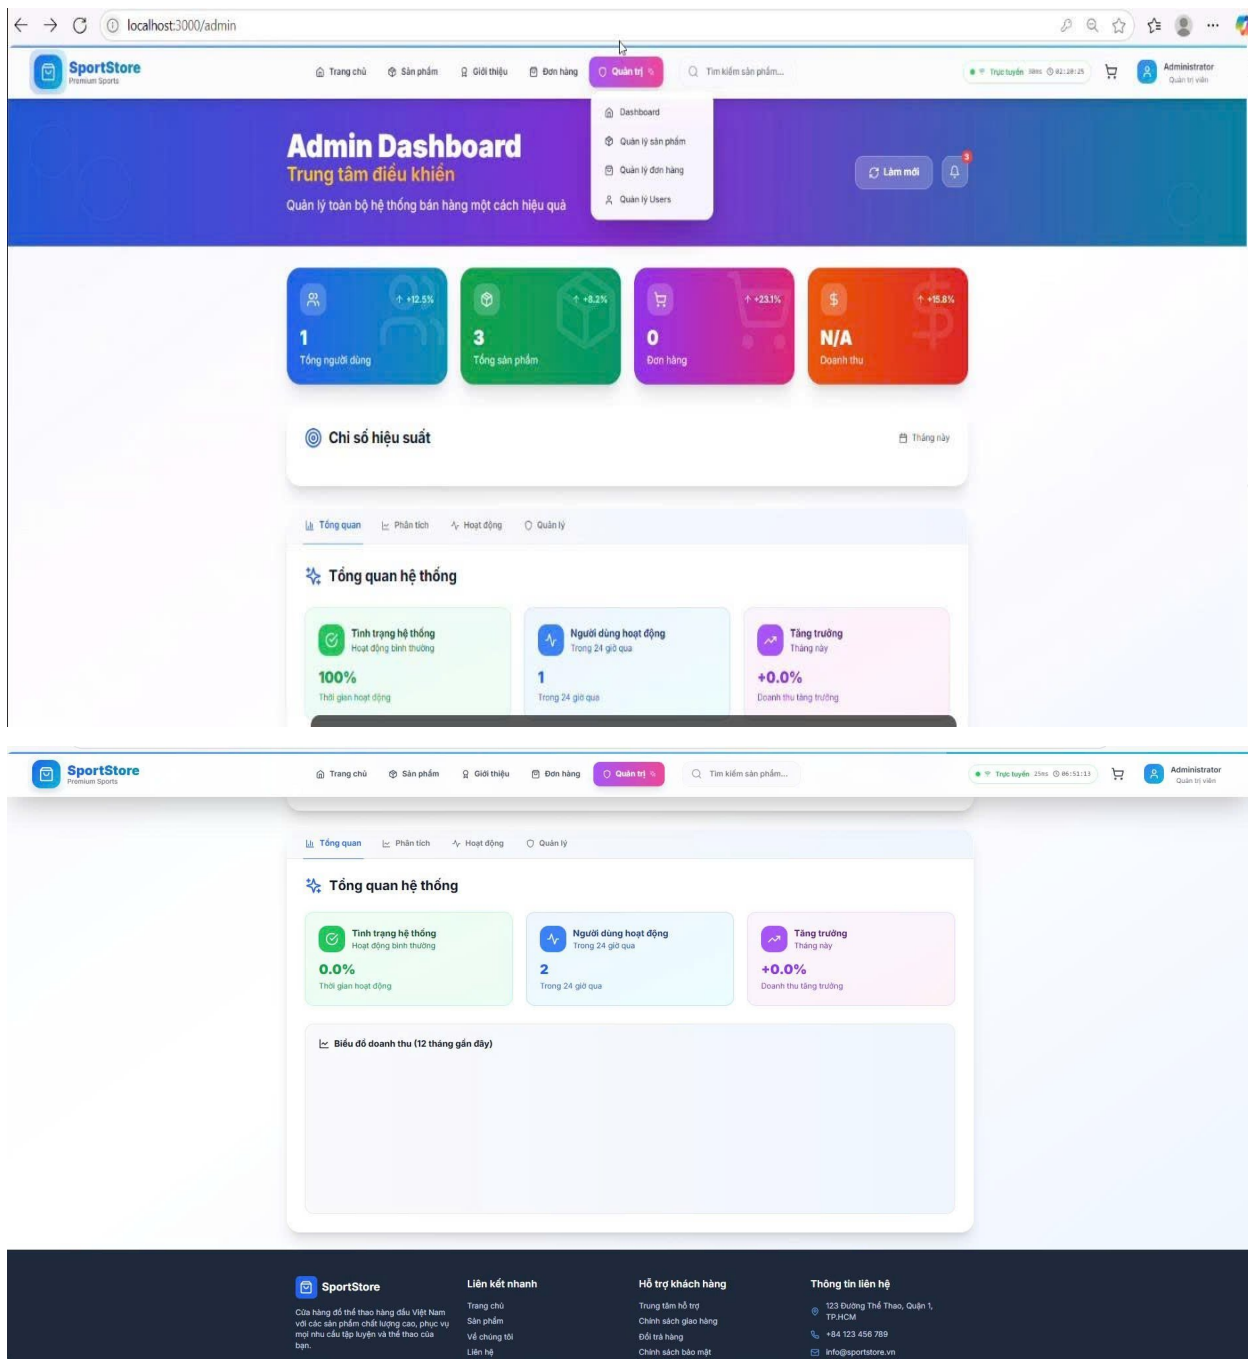 localhost:3000/admin
SportStore
Premium Sports
Trang chủ Sản phẩm Giới thiệu Đơn hàng Quản trị Tìm kiếm sản phẩm...
Trực tuyến 02:20:25
Administrator
Quản trị viên
Dashboard
Quản lý sản phẩm
Quản lý đơn hàng
Quản lý Users
Admin Dashboard
Trung tâm điều khiển
Quản lý toàn bộ hệ thống bán hàng một cách hiệu quả
Làm mới
3
+12.5%
1
Tổng người dùng
+8.2%
3
Tổng sản phẩm
+23.1%
0
Đơn hàng
+15.8%
N/A
Doanh thu
Chỉ số hiệu suất
Tháng này
Tổng quan Phân tích Hoạt động Quản lý
Tổng quan hệ thống
Tình trạng hệ thống
Hoạt động bình thường
100%
Thời gian hoạt động
Người dùng hoạt động
Trong 24 giờ qua
1
Trong 24 giờ qua
Tăng trưởng
Tháng này
+0.0%
Doanh thu tăng trưởng
SportStore
Premium Sports
Trang chủ Sản phẩm Giới thiệu Đơn hàng Quản trị Tìm kiếm sản phẩm...
Trực tuyến 25ms 06:51:13
Administrator
Quản trị viên
Tổng quan Phân tích Hoạt động Quản lý
Tổng quan hệ thống
Tình trạng hệ thống
Hoạt động bình thường
0.0%
Thời gian hoạt động
Người dùng hoạt động
Trong 24 giờ qua
2
Trong 24 giờ qua
Tăng trưởng
Tháng này
+0.0%
Doanh thu tăng trưởng
Biểu đồ doanh thu (12 tháng gần đây)
SportStore
Cửa hàng đồ thể thao hàng đầu Việt Nam
với các sản phẩm chất lượng cao, phục vụ
mọi nhu cầu tập luyện và thể thao của
bạn.
Liên kết nhanh
Trang chủ
Sản phẩm
Về chúng tôi
Liên hệ
Hỗ trợ khách hàng
Trung tâm hỗ trợ
Chính sách giao hàng
Đổi trả hàng
Chính sách bảo mật
Thông tin liên hệ
123 Đường Thể Thao, Quận 1,
TP.HCM
+84 123 456 789
info@sportstore.vn